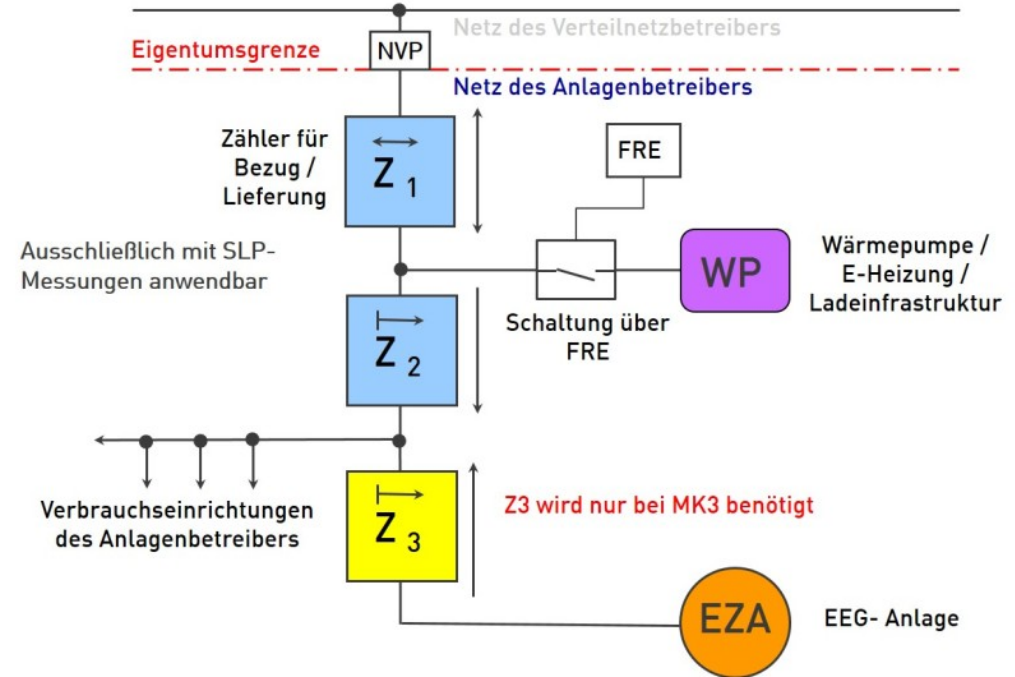 Netz des Verteilnetzbetreibers
Eigentumsgrenze
NVP
Netz des Anlagenbetreibers
Zähler für
Bezug /
Lieferung
Z 1
FRE
Ausschließlich mit SLP-
Messungen anwendbar
WP
Wärmepumpe /
E-Heizung /
Ladeinfrastruktur
Schaltung über
FRE
Z 2
Verbrauchseinrichtungen
des Anlagenbetreibers
Z 3
Z3 wird nur bei MK3 benötigt
EZA
EEG- Anlage